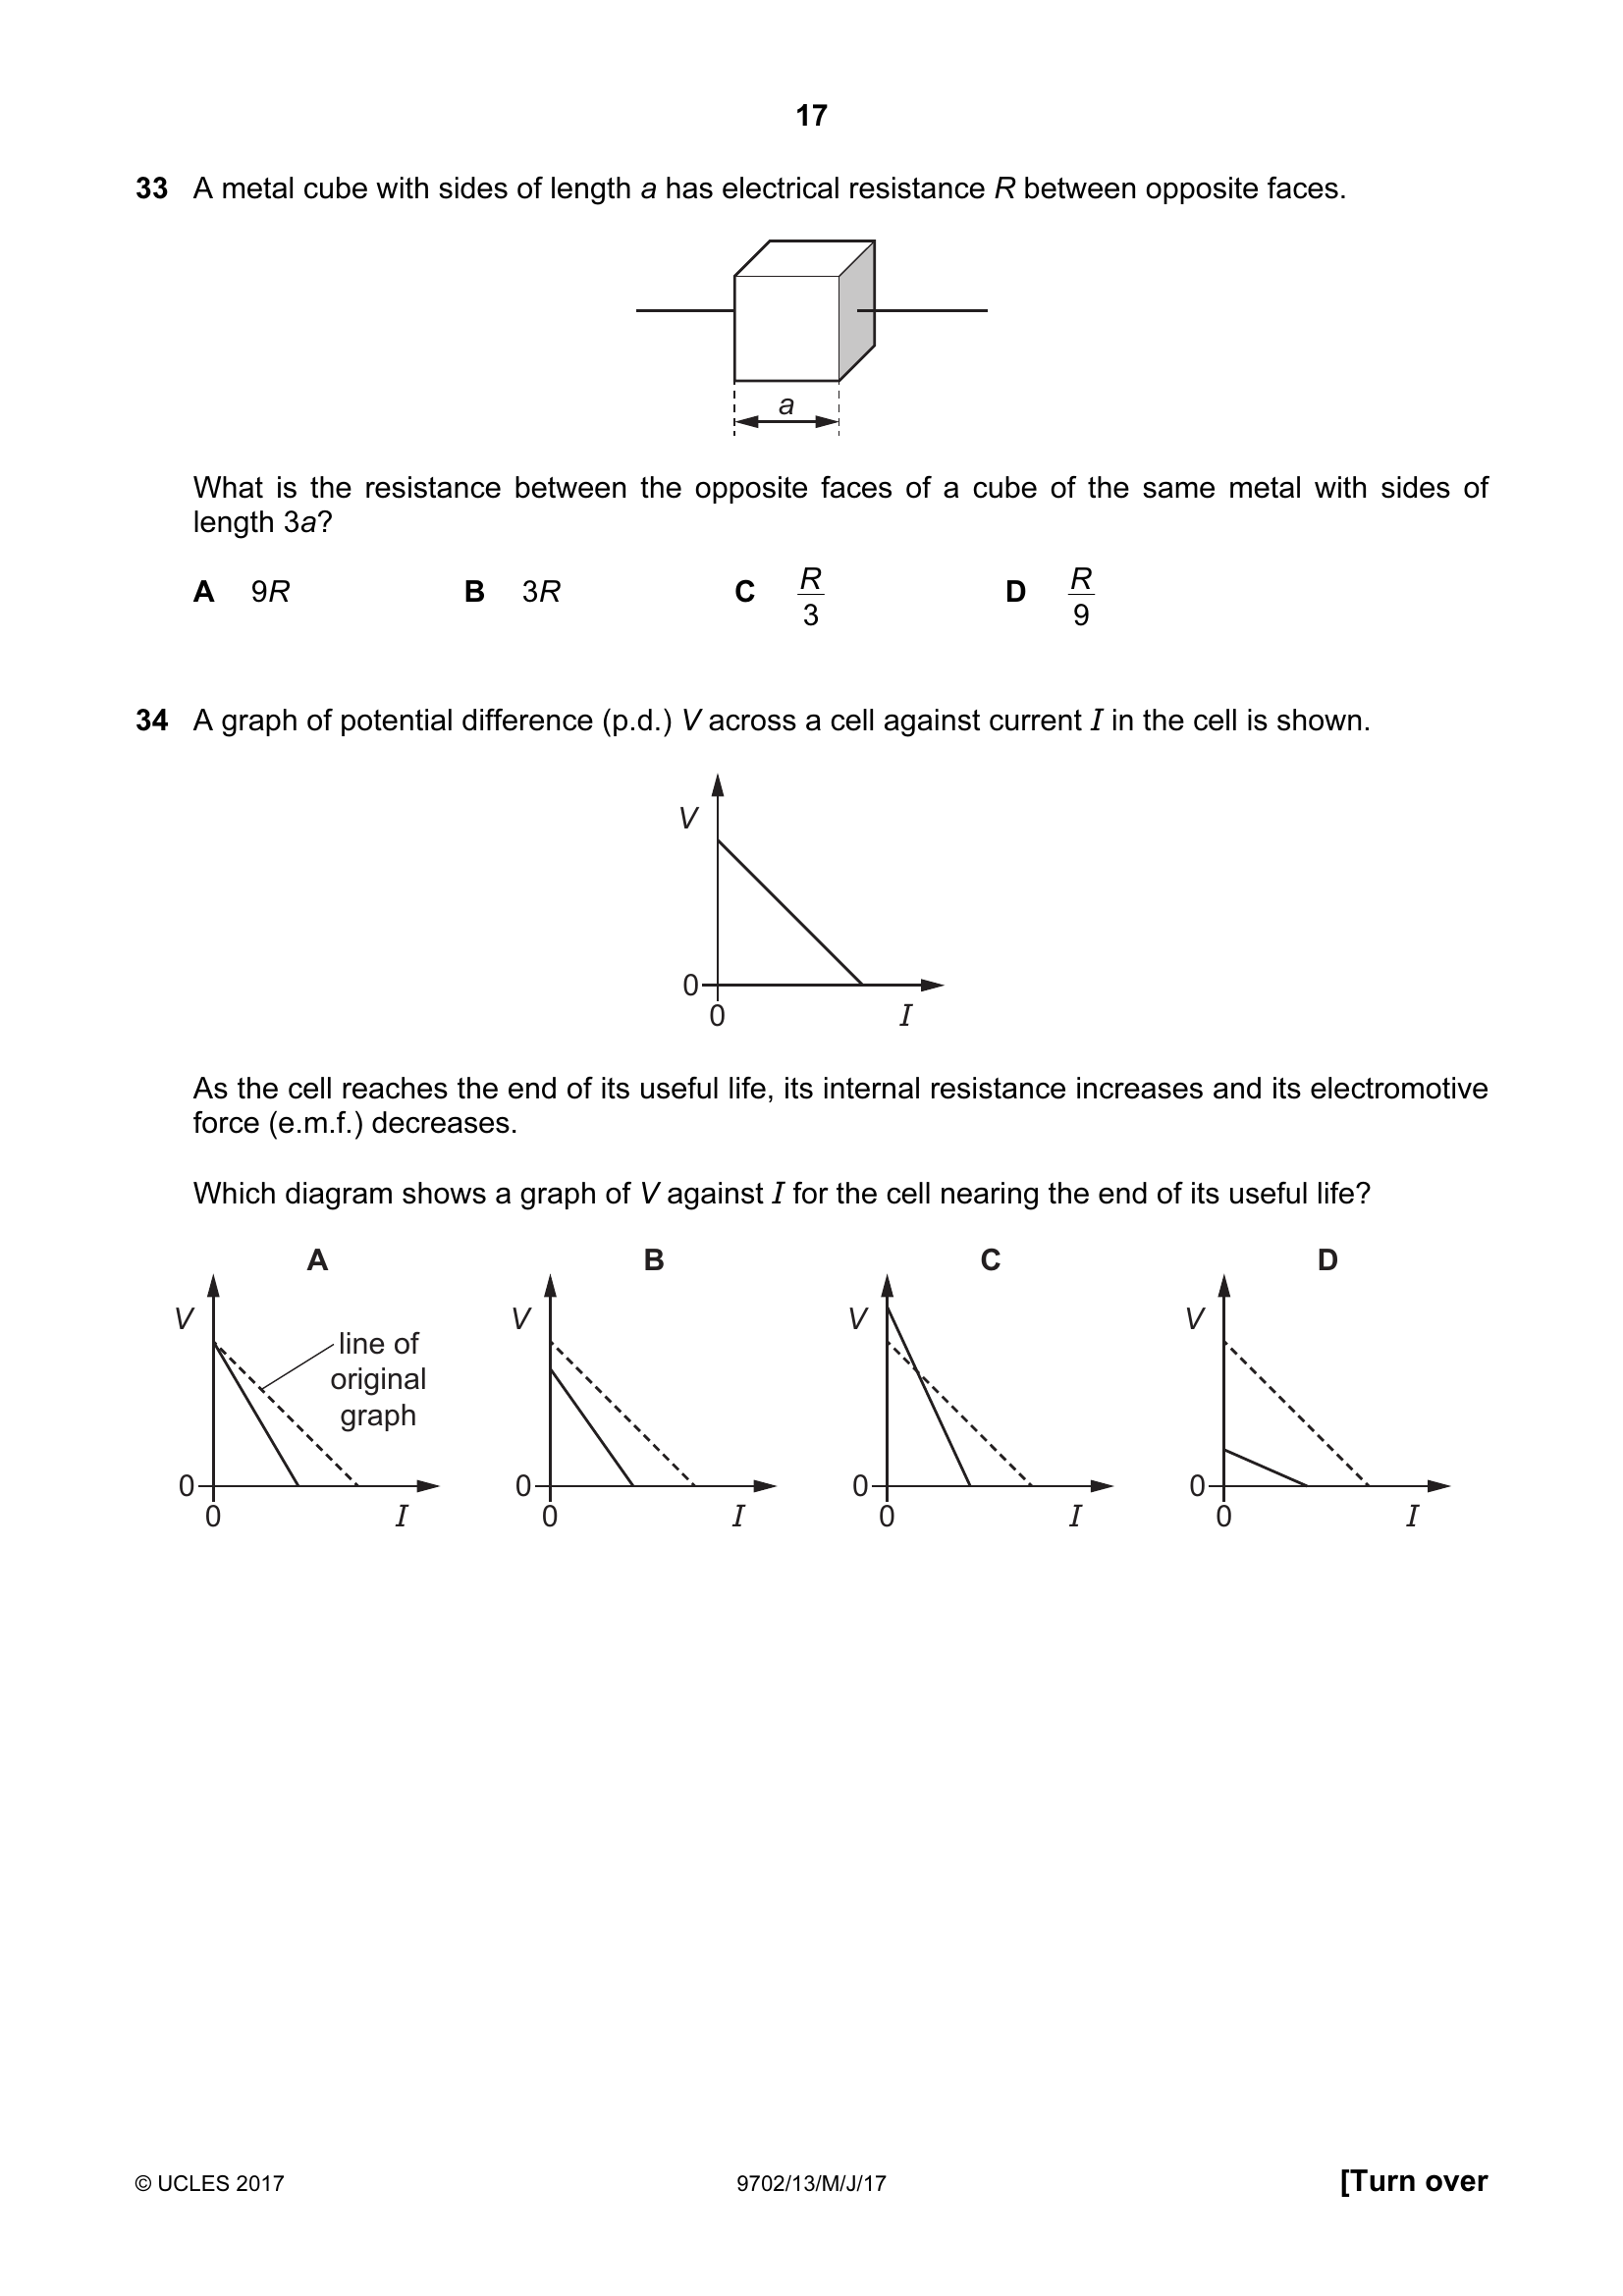 17
33 A metal cube with sides of length a has electrical resistance R between opposite faces.
a
What is the resistance between the opposite faces of a cube of the same metal with sides of
length 3a?
A 9R B 3R C R/3 D R/9
34 A graph of potential difference (p.d.) V across a cell against current I in the cell is shown.
V
0
0 I
As the cell reaches the end of its useful life, its internal resistance increases and its electromotive
force (e.m.f.) decreases.
Which diagram shows a graph of V against I for the cell nearing the end of its useful life?
A B C D
V V V V
line of
original
graph
0 0 0 0
0 I 0 I 0 I 0 I
© UCLES 2017 9702/13/M/J/17 [Turn over